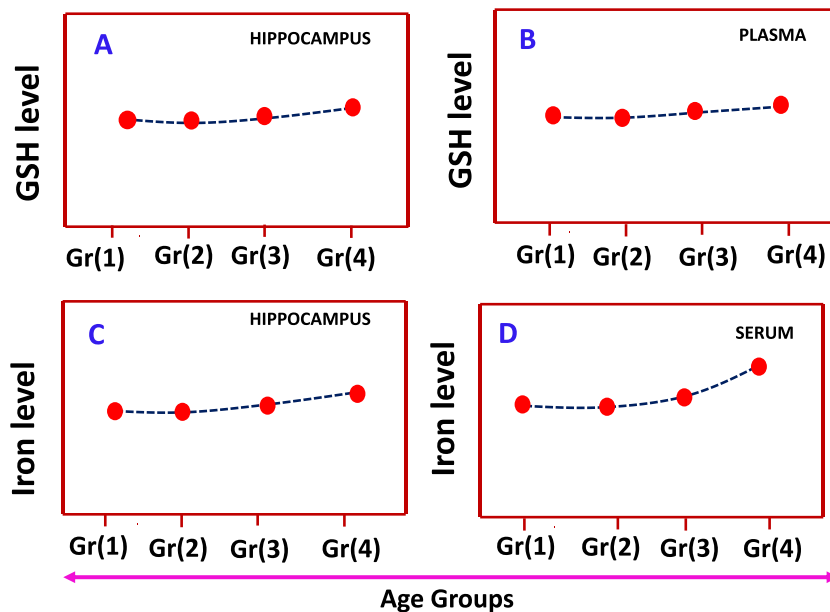 A
HIPPOCAMPUS
GSH level
Gr(1) Gr(2) Gr(3) Gr(4)
B
PLASMA
GSH level
Gr(1) Gr(2) Gr(3) Gr(4)
C
HIPPOCAMPUS
Iron level
Gr(1) Gr(2) Gr(3) Gr(4)
D
SERUM
Iron level
Gr(1) Gr(2) Gr(3) Gr(4)
Age Groups